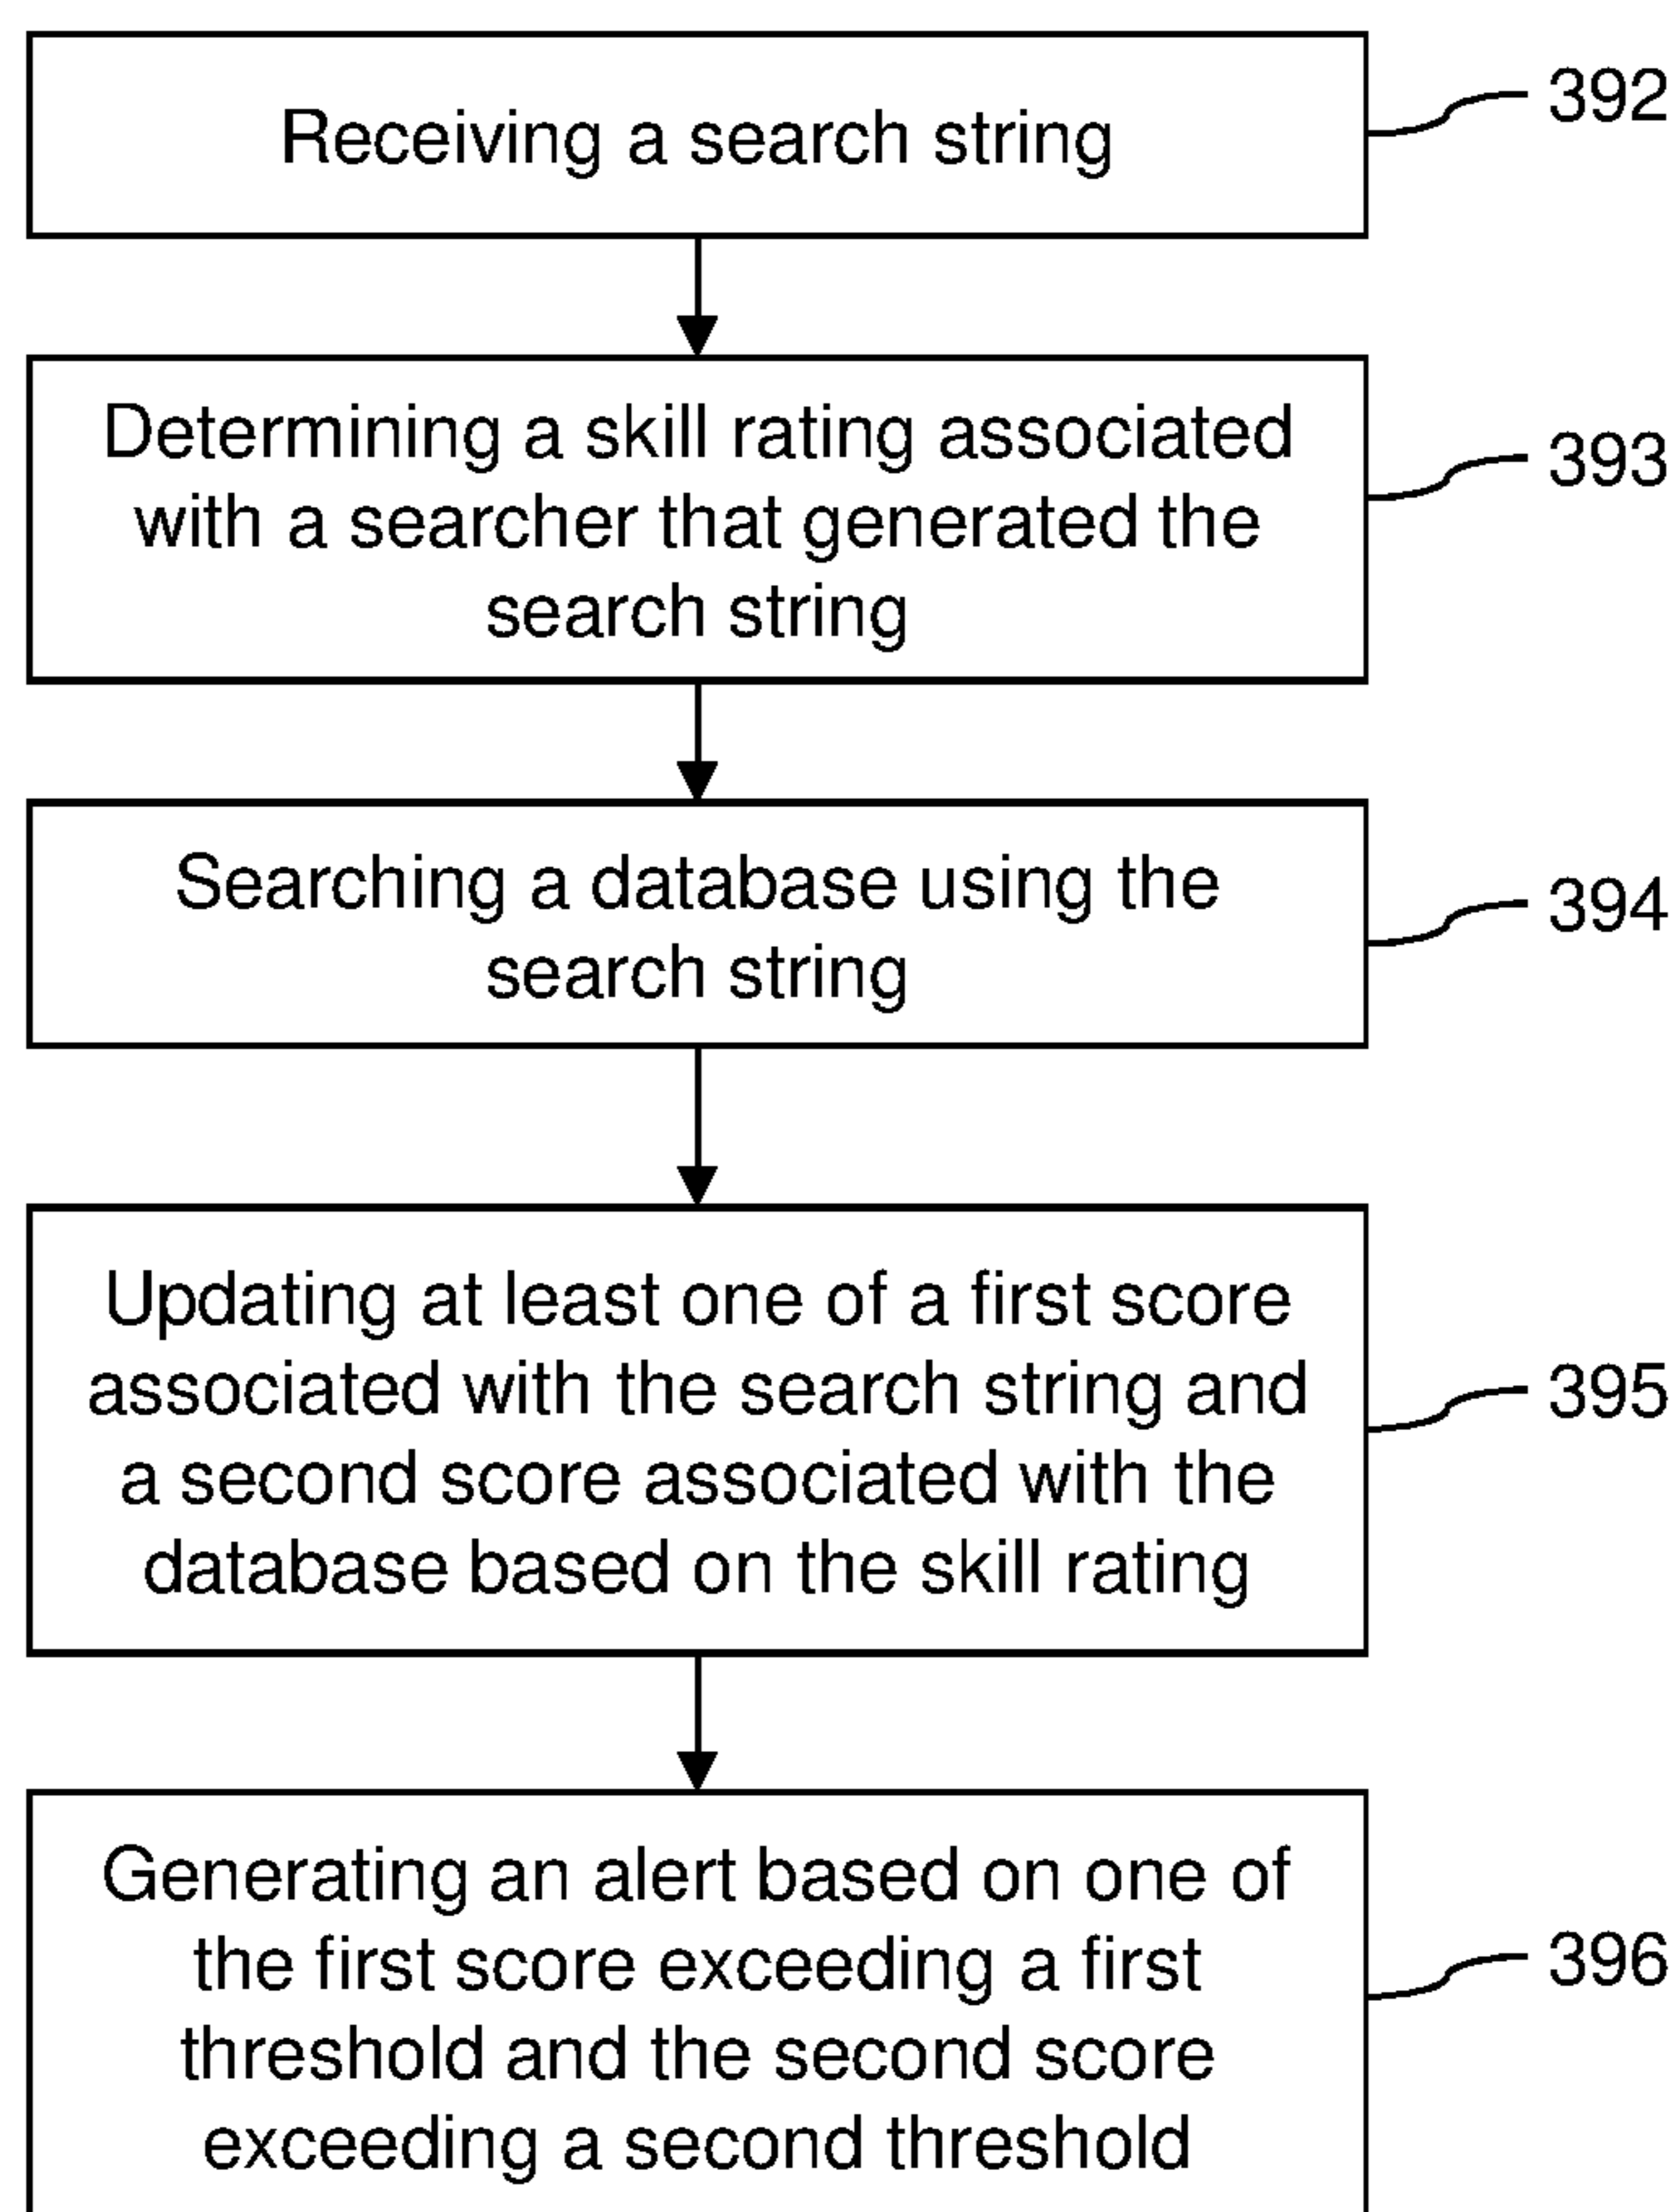 Receiving a search string
392
Determining a skill rating associated
with a searcher that generated the
search string
393
Searching a database using the
search string
394
Updating at least one of a first score
associated with the search string and
a second score associated with the
database based on the skill rating
395
Generating an alert based on one of
the first score exceeding a first
threshold and the second score
exceeding a second threshold
396